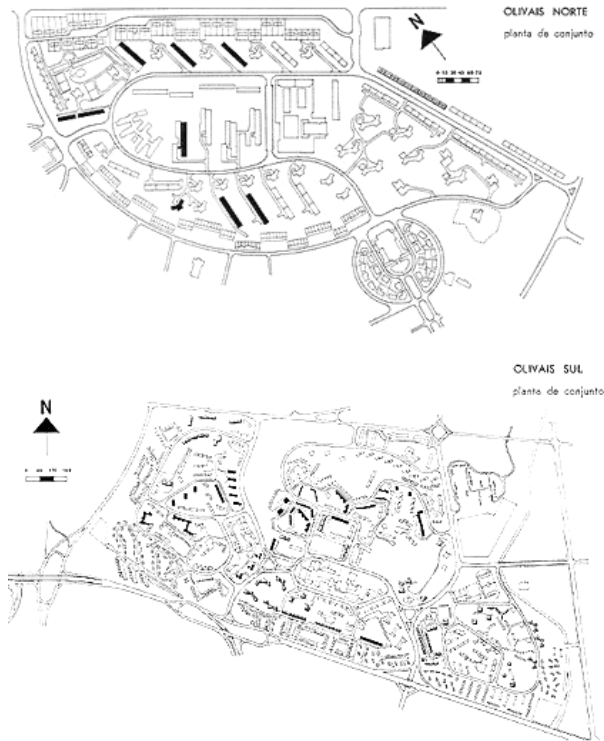 OLIVAIS NORTE
planta de conjunto
N
OLIVAIS SUL
planta de conjunto
N